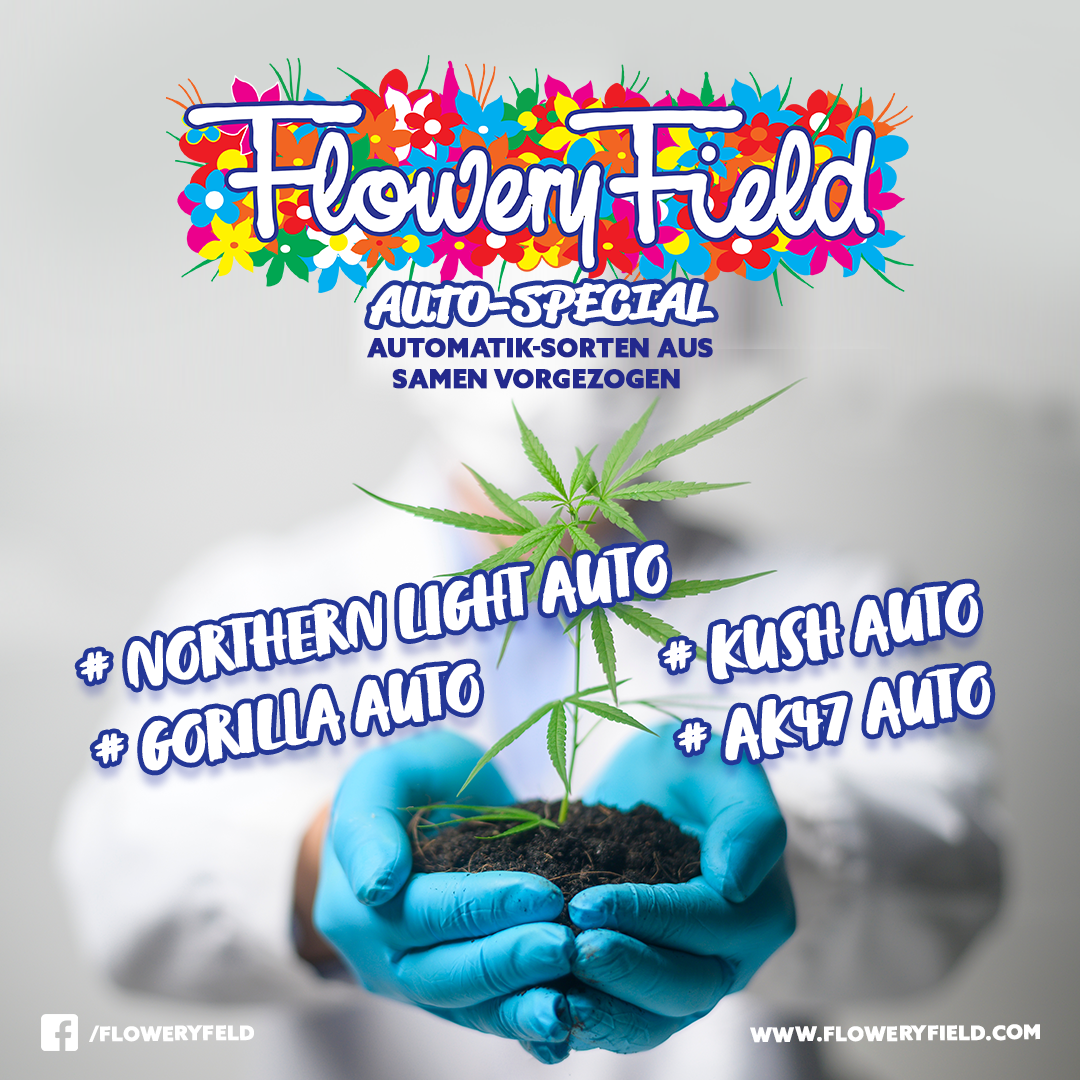 Flowery Field
AUTO-SPECIAL
AUTOMATIK-SORTEN AUS
SAMEN VORGEZOGEN
# NORTHERN LIGHT AUTO
# GORILLA AUTO
# KUSH AUTO
# AK47 AUTO
/FLOWERYFELD
WWW.FLOWERYFIELD.COM